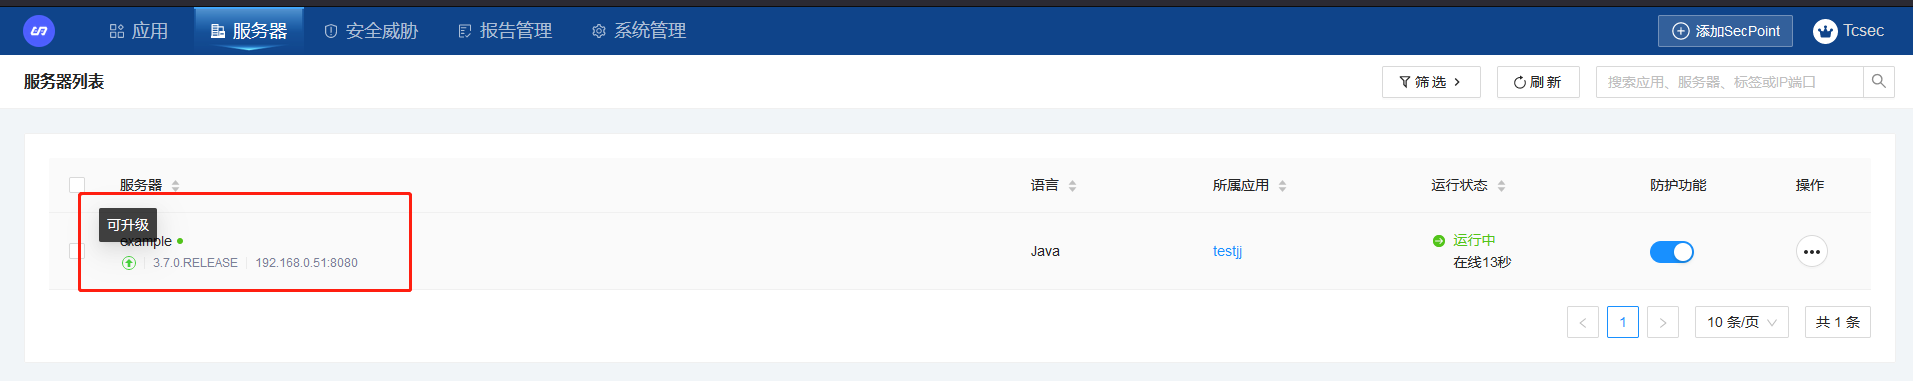 应用 服务器 安全威胁 报告管理 系统管理 添加SecPoint Tcsec
服务器列表 筛选 刷新 搜索应用、服务器、标签或IP端口
服务器 语言 所属应用 运行状态 防护功能 操作
可升级
example Java testjj 运行中
3.7.0.RELEASE 192.168.0.51:8080 在线13秒
1 10 条/页 共 1 条